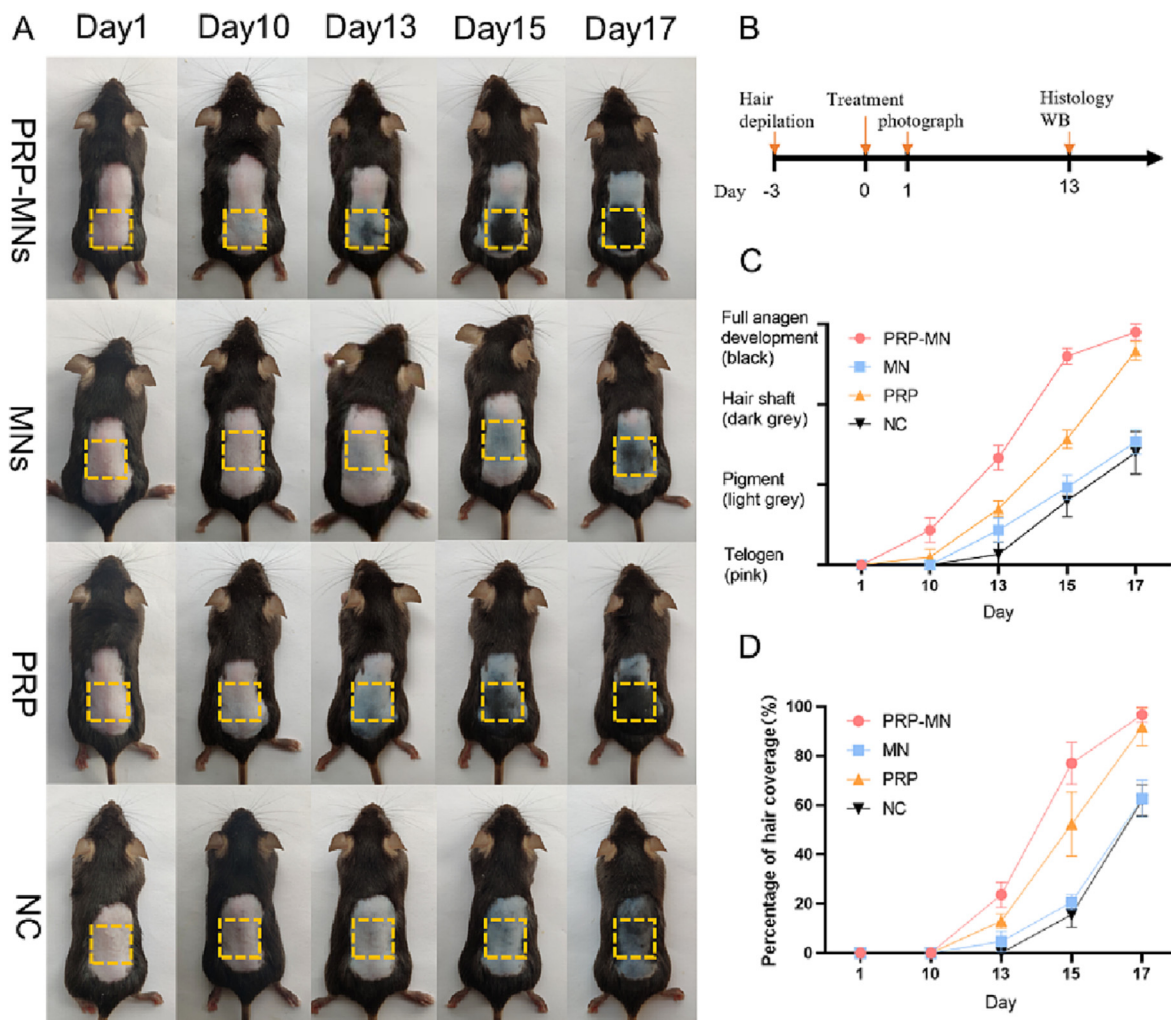 A
Day1 Day10 Day13 Day15 Day17
PRP-MNs
MNs
PRP
NC
B
Hair
depilation
Treatment
photograph
Histology
WB
Day -3 0 1 13
C
Full anagen
development
(black)
Hair shaft
(dark grey)
Pigment
(light grey)
Telogen
(pink)
PRP-MN
MN
PRP
NC
1 10 13 15 17
Day
D
Percentage of hair coverage (%)
100
80
60
40
20
0
PRP-MN
MN
PRP
NC
1 10 13 15 17
Day